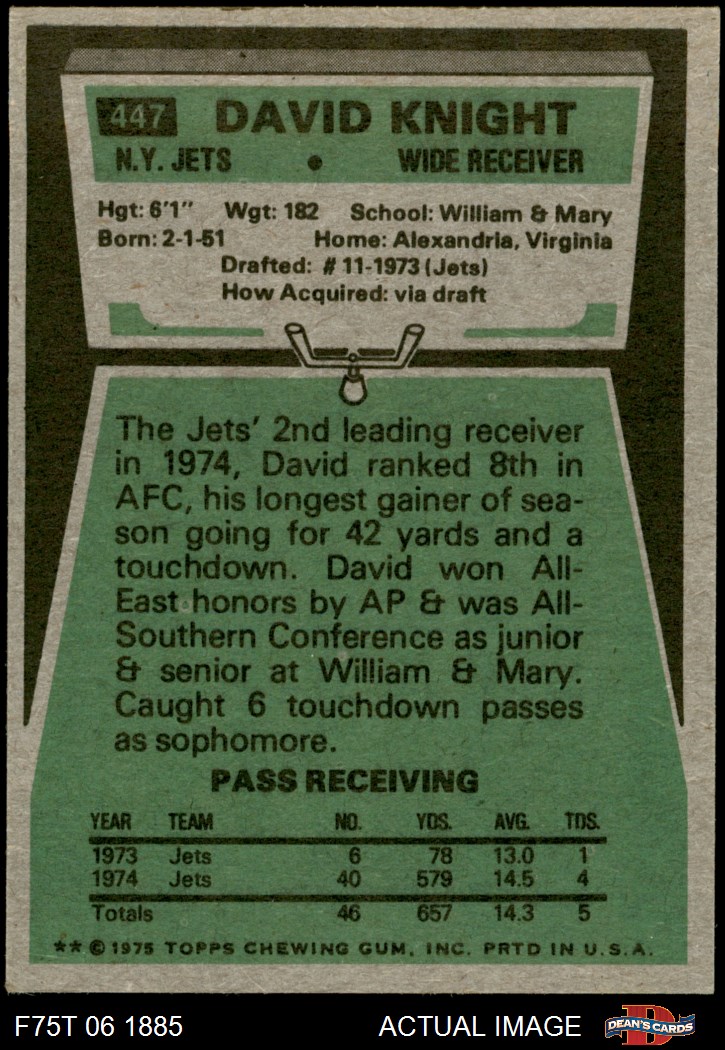 447 DAVID KNIGHT
N.Y. JETS • WIDE RECEIVER
Hgt: 6'1" Wgt: 182 School: William & Mary
Born: 2-1-51 Home: Alexandria, Virginia
Drafted: # 11-1973 (Jets)
How Acquired: via draft
The Jets' 2nd leading receiver
in 1974, David ranked 8th in
AFC, his longest gainer of sea-
son going for 42 yards and a
touchdown. David won All-
East honors by AP & was All-
Southern Conference as junior
& senior at William & Mary.
Caught 6 touchdown passes
as sophomore.
PASS RECEIVING
YEAR TEAM NO. YDS. AVG. TDS.
1973 Jets 6 78 13.0 1
1974 Jets 40 579 14.5 4
Totals 46 657 14.3 5
** © 1975 TOPPS CHEWING GUM, INC. PRTD IN U.S.A.
F75T 06 1885 ACTUAL IMAGE D DEAN'S CARDS